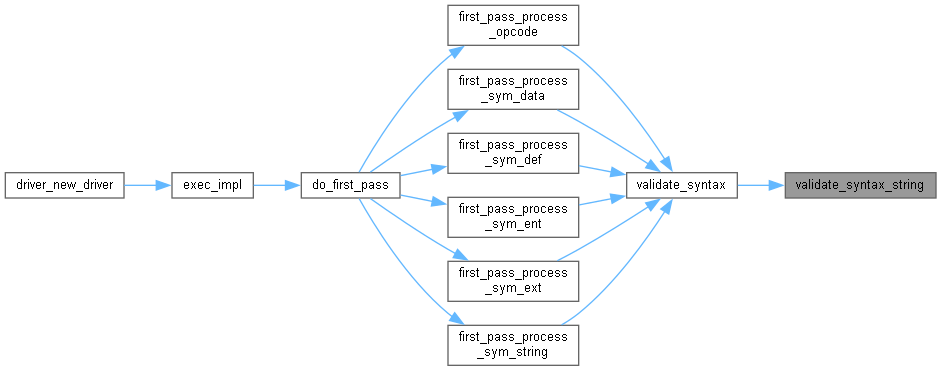 driver_new_driver
exec_impl
do_first_pass
first_pass_process
_opcode
first_pass_process
_sym_data
first_pass_process
_sym_def
first_pass_process
_sym_ent
first_pass_process
_sym_ext
first_pass_process
_sym_string
validate_syntax
validate_syntax_string